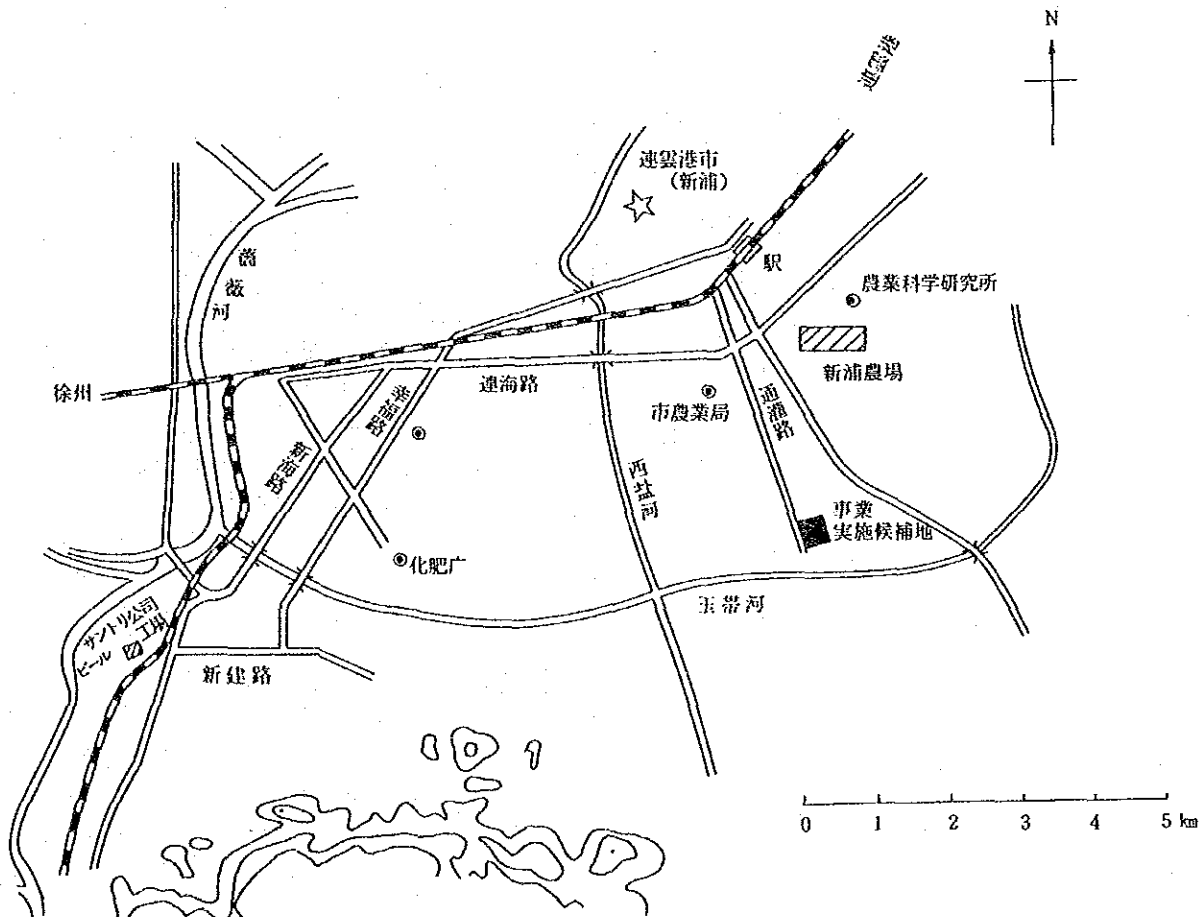 N
連雲港
連雲港市
（新浦）
薔
薇
河
駅
農業科学研究所
徐州
連海路
幸福路
新浦農場
市農業局
通灌路
新海路
西盐河
事業
実施候補地
化肥厂
玉帯河
サントリ公司
ビール工場
新建路
0 1 2 3 4 5 km